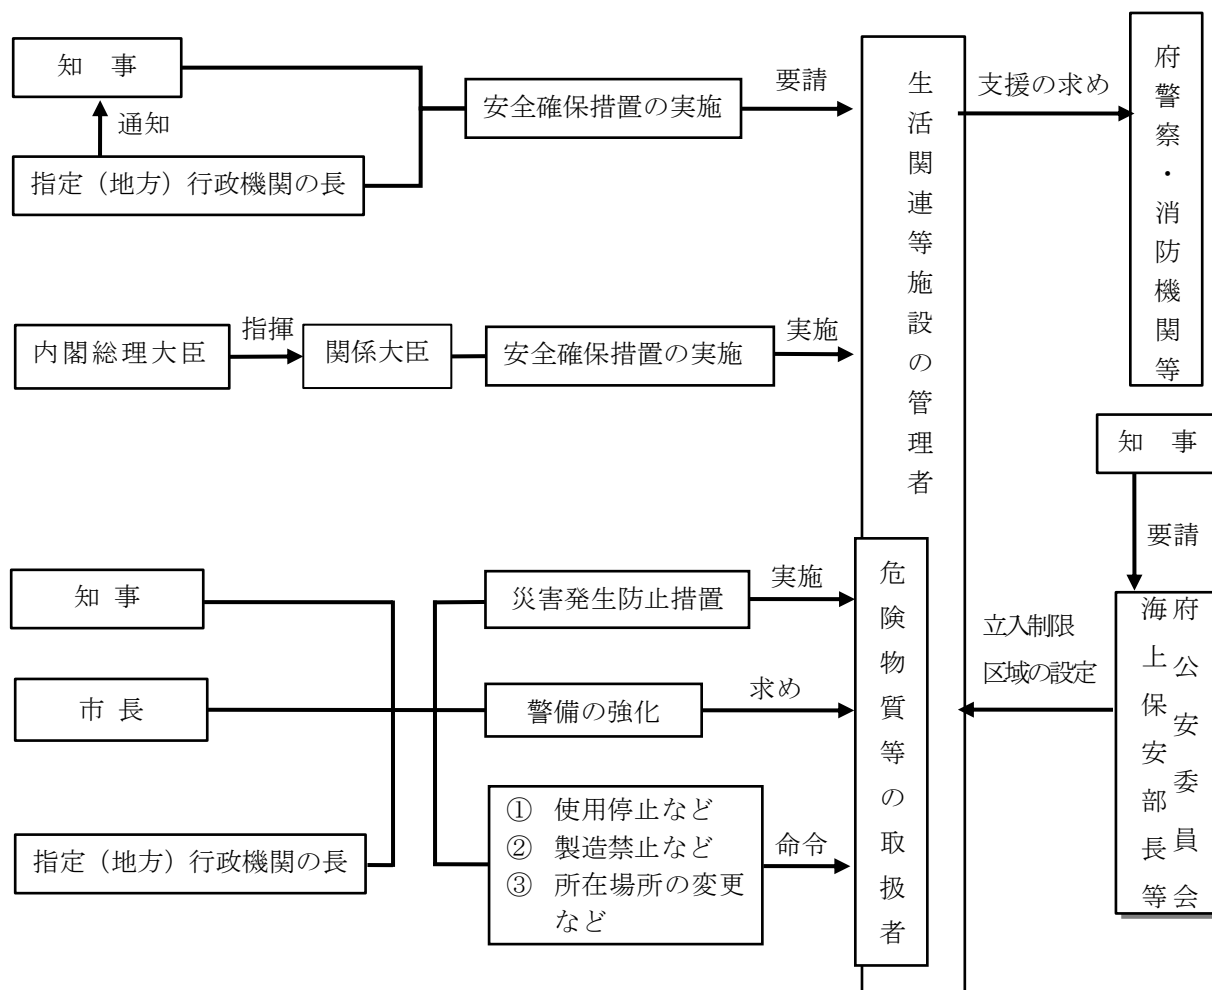 知　事
通知
指定（地方）行政機関の長
安全確保措置の実施
要請
生活関連等施設の管理者
支援の求め
府警察・消防機関等
内閣総理大臣
指揮
関係大臣
安全確保措置の実施
実施
知　事
要請
知 事
市 長
指定（地方）行政機関の長
災害発生防止措置
実施
警備の強化
求め
①　使用停止など
②　製造禁止など
③　所在場所の変更
など
命令
危険物質等の取扱者
立入制限
区域の設定
府公安委員会
海上保安部長等